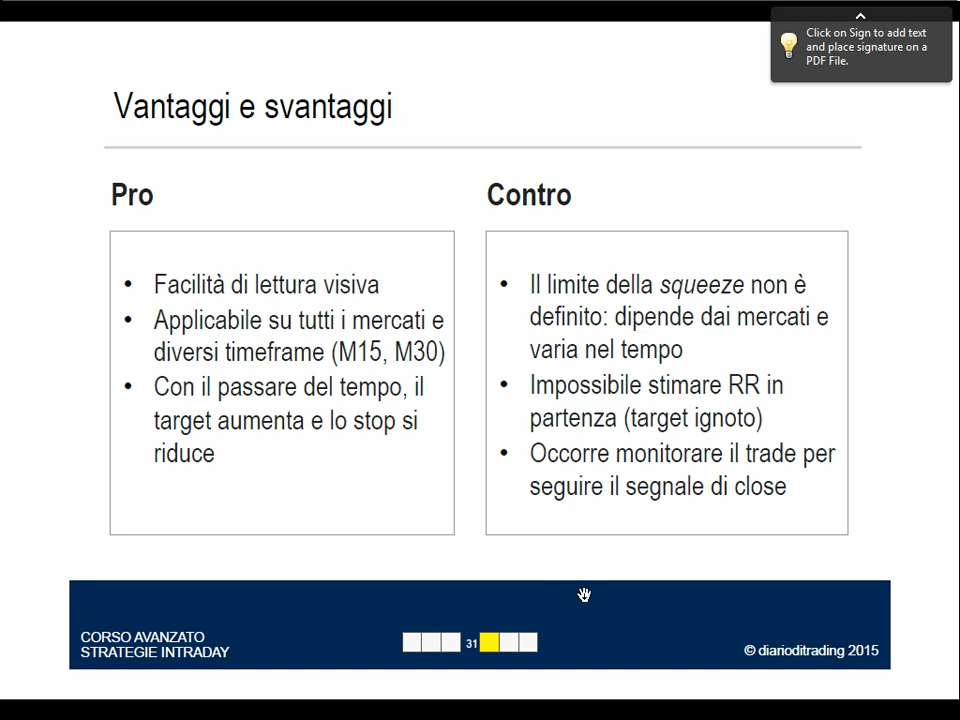 Click on Sign to add text
and place signature on a
PDF File.
Vantaggi e svantaggi
Pro
• Facilità di lettura visiva
• Applicabile su tutti i mercati e
diversi timeframe (M15, M30)
• Con il passare del tempo, il
target aumenta e lo stop si
riduce
Contro
• Il limite della squeeze non è
definito: dipende dai mercati e
varia nel tempo
• Impossibile stimare RR in
partenza (target ignoto)
• Occorre monitorare il trade per
seguire il segnale di close
CORSO AVANZATO
STRATEGIE INTRADAY
31
© diarioditrading 2015